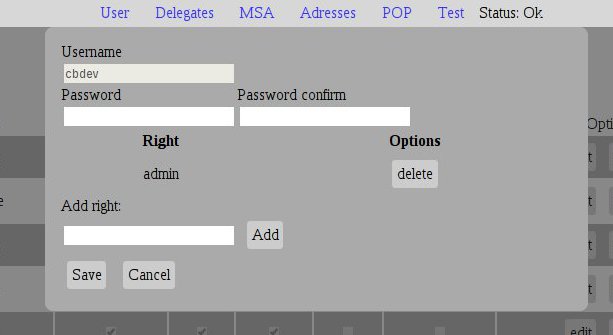 User Delegates MSA Adresses POP Test Status: Ok
Username
cbdev
Password Password confirm
Right Options
admin delete
Add right:
Add
Save Cancel
edit